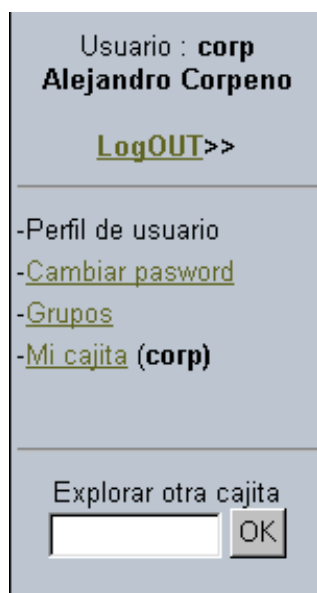 Usuario : corp
Alejandro Corpeno
LogOUT>>
-Perfil de usuario
-Cambiar pasword
-Grupos
-Mi cajita (corp)
Explorar otra cajita
OK